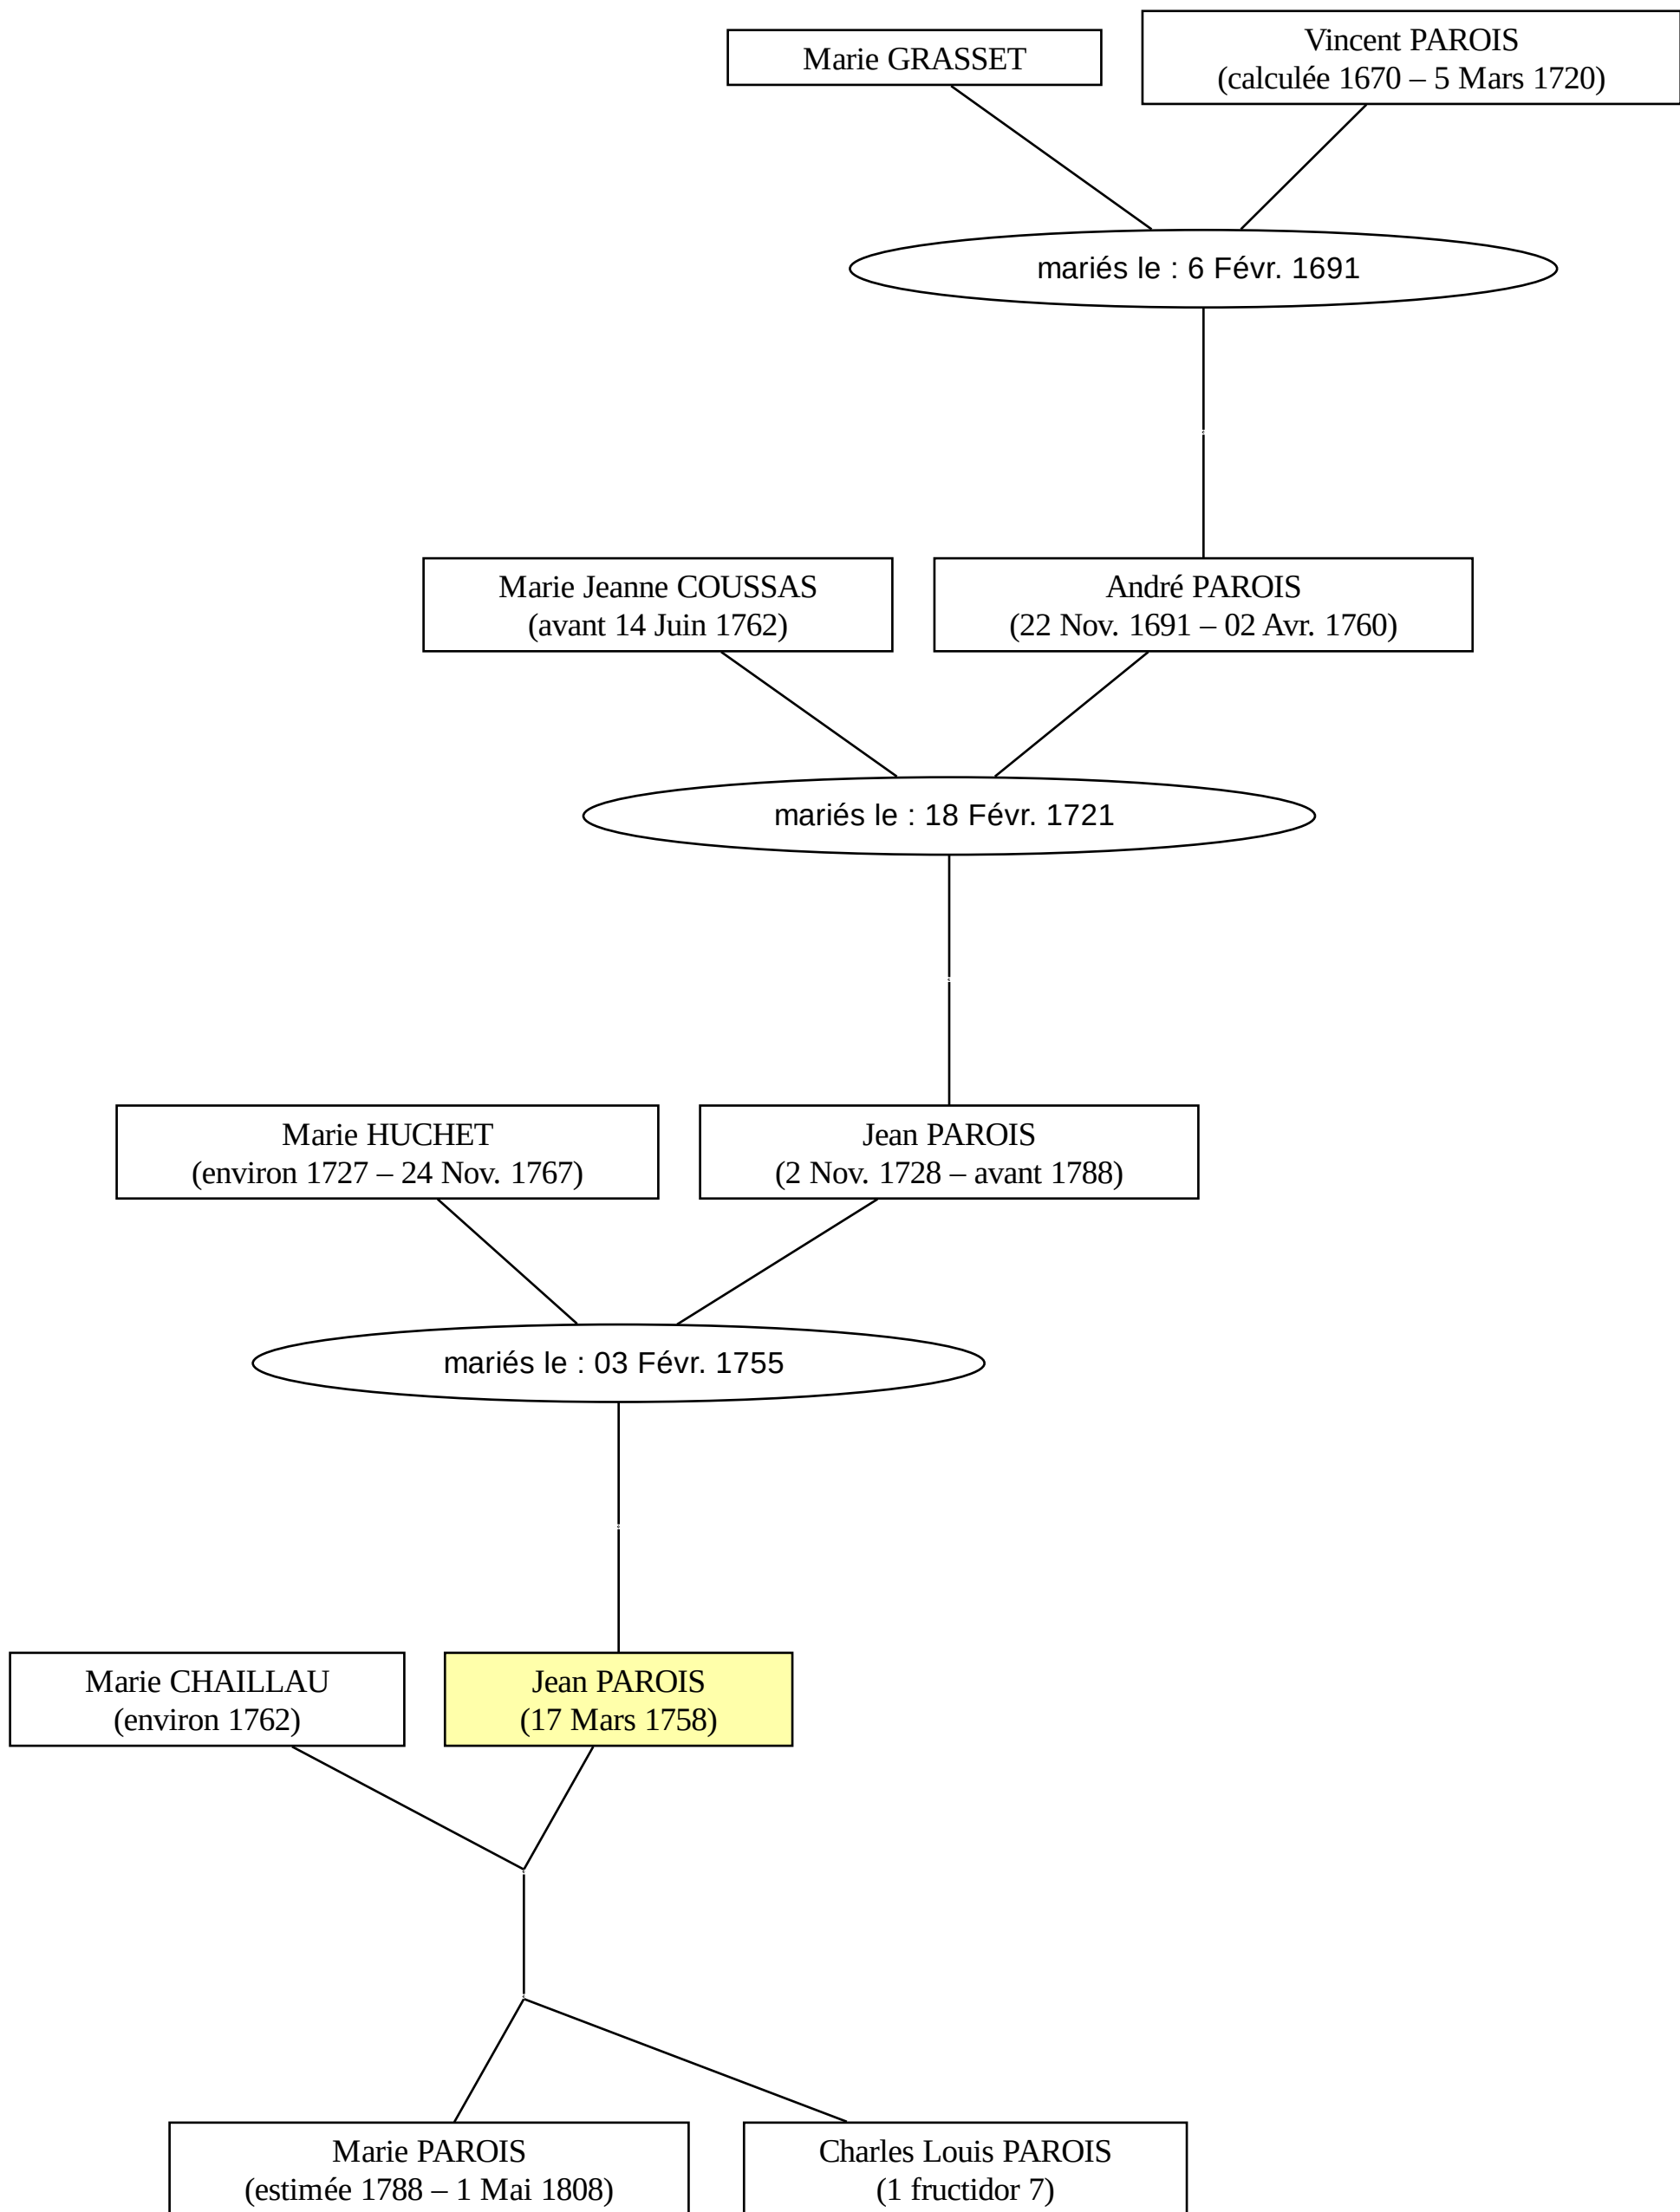 Marie GRASSET
Vincent PAROIS
(calculée 1670 – 5 Mars 1720)
mariés le : 6 Févr. 1691
Marie Jeanne COUSSAS
(avant 14 Juin 1762)
André PAROIS
(22 Nov. 1691 – 02 Avr. 1760)
mariés le : 18 Févr. 1721
Marie HUCHET
(environ 1727 – 24 Nov. 1767)
Jean PAROIS
(2 Nov. 1728 – avant 1788)
mariés le : 03 Févr. 1755
Marie CHAILLAU
(environ 1762)
Jean PAROIS
(17 Mars 1758)
Marie PAROIS
(estimée 1788 – 1 Mai 1808)
Charles Louis PAROIS
(1 fructidor 7)